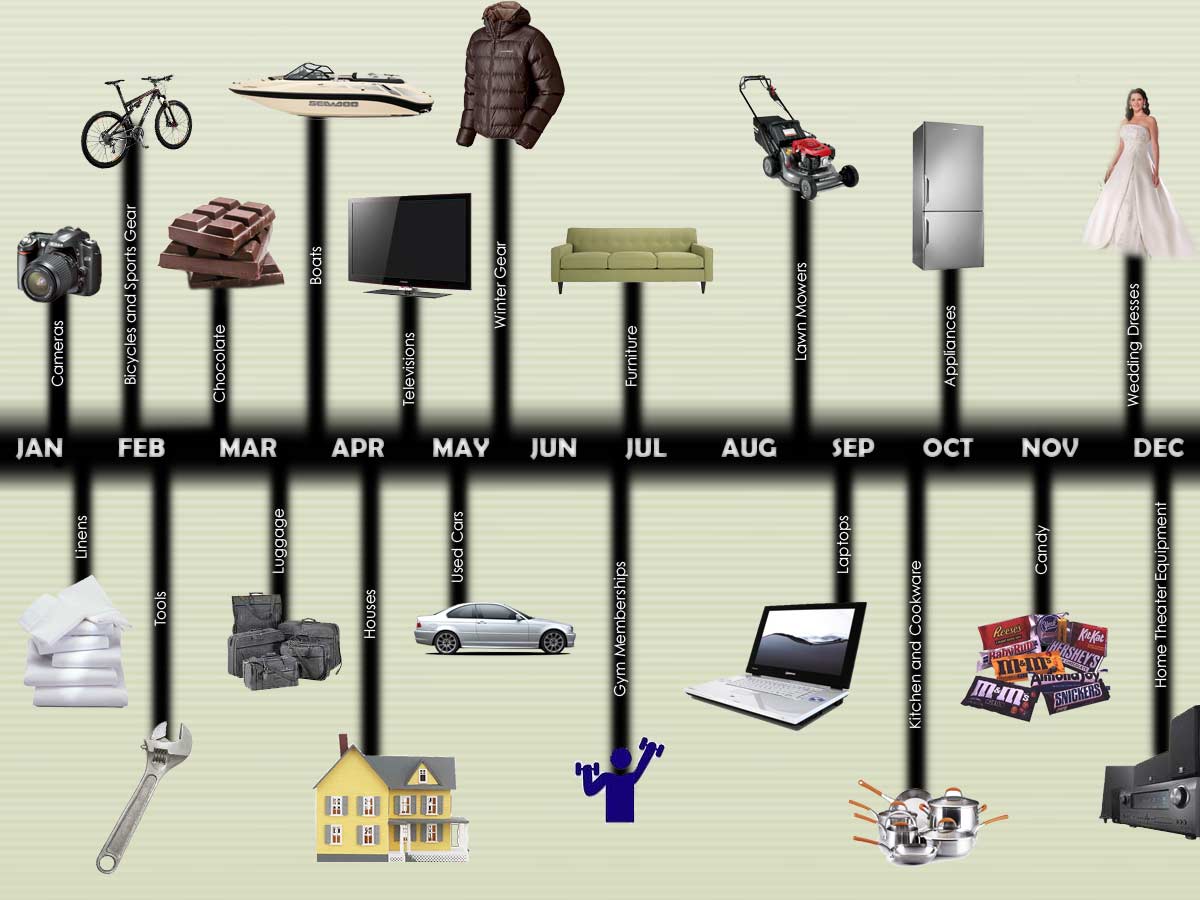 SEA-DOO
Cameras
Bicycles and Sports Gear
Chocolate
Boats
Televisions
Winter Gear
Furniture
Lawn Mowers
Appliances
Wedding Dresses
JAN
FEB
MAR
APR
MAY
JUN
JUL
AUG
SEP
OCT
NOV
DEC
Linens
Tools
Luggage
Houses
Used Cars
Gym Memberships
Laptops
Kitchen and Cookware
Candy
Home Theater Equipment
Reese's
York
KitKat
BabyRuth
HERSHEY'S
m&m's
Almond Joy
m&m's
SNICKERS